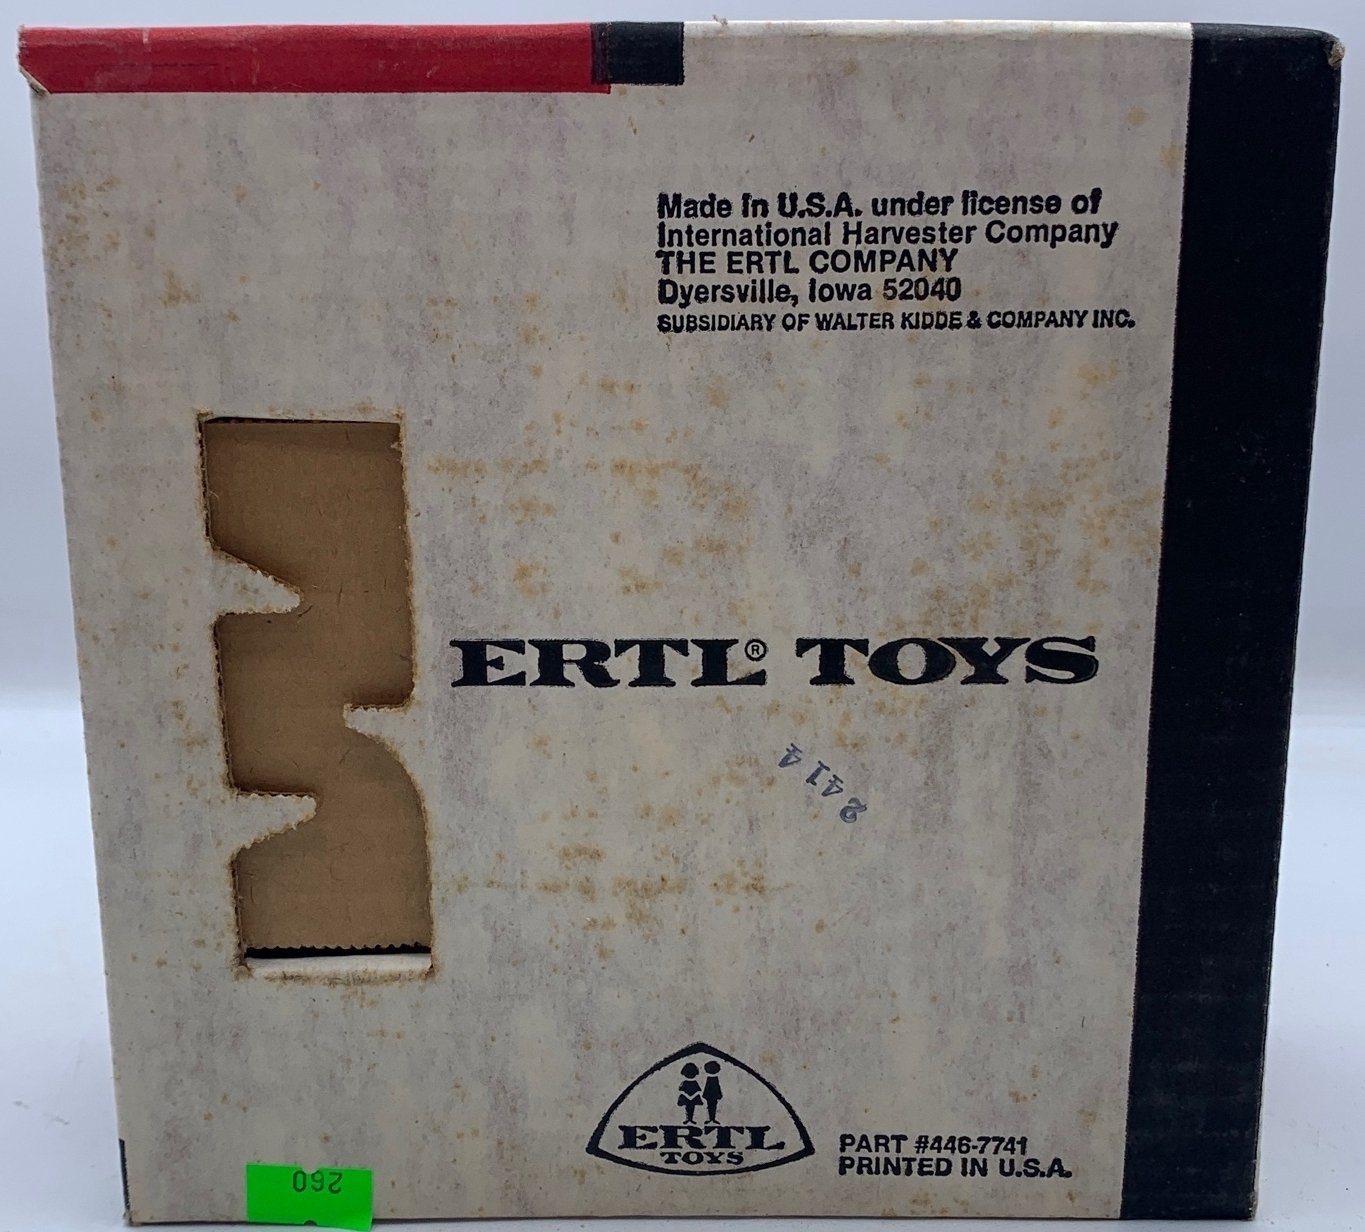 Made in U.S.A. under license of
International Harvester Company
THE ERTL COMPANY
Dyersville, Iowa 52040
SUBSIDIARY OF WALTER KIDDE & COMPANY INC.
ERTL® TOYS
2414
ERTL
TOYS
PART #446-7741
PRINTED IN U.S.A.
260